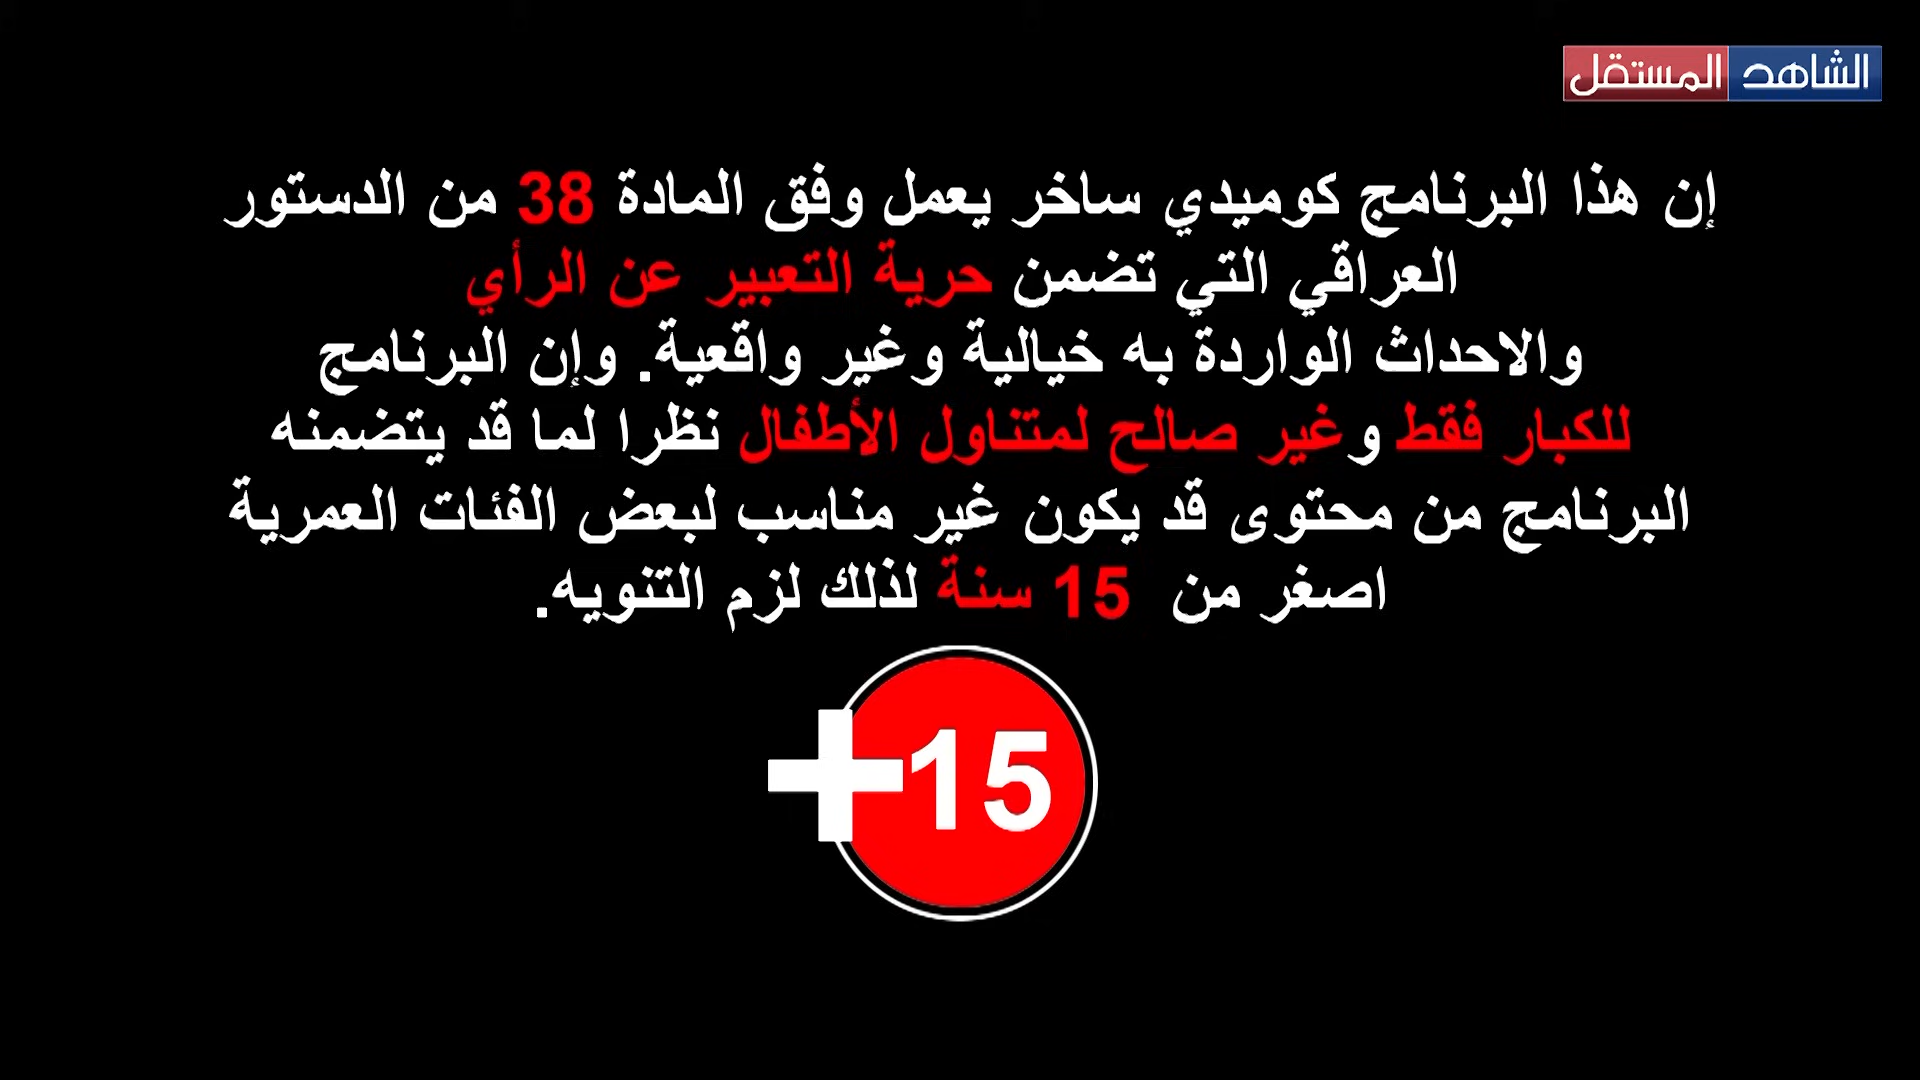 الشاهد المستقل
إن هذا البرنامج كوميدي ساخر يعمل وفق المادة 38 من الدستور
العراقي التي تضمن حرية التعبير عن الرأي
والاحداث الواردة به خيالية وغير واقعية. وإن البرنامج
للكبار فقط وغير صالح لمتناول الأطفال نظرا لما قد يتضمنه
البرنامج من محتوى قد يكون غير مناسب لبعض الفئات العمرية
اصغر من 15 سنة لذلك لزم التنويه.
+15